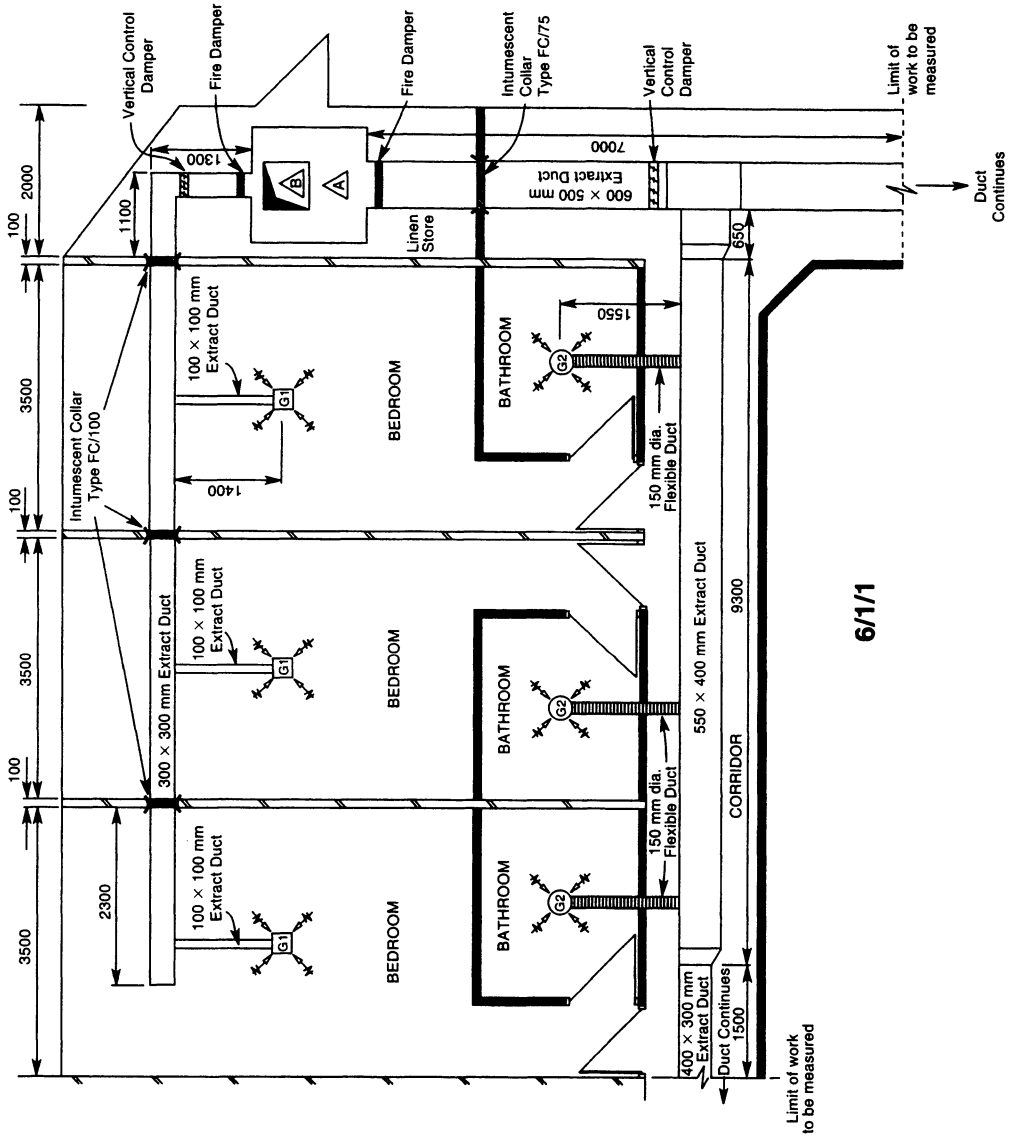 3500
100
3500
100
3500
100
2000
2300
Intumescent Collar
Type FC/100
1100
1300
Vertical Control
Damper
Fire Damper
300 × 300 mm Extract Duct
100 × 100 mm
Extract Duct
100 × 100 mm
Extract Duct
100 × 100 mm
Extract Duct
G1
G1
G1
1400
B
A
Fire Damper
Linen
Store
BEDROOM
BEDROOM
BEDROOM
Intumescent
Collar
Type FC/75
BATHROOM
BATHROOM
BATHROOM
G2
G2
G2
1550
600 × 500 mm
Extract Duct
7000
Vertical
Control
Damper
150 mm dia.
Flexible Duct
150 mm dia.
Flexible Duct
400 × 300 mm
Extract Duct
550 × 400 mm Extract Duct
650
Duct Continues
1500
CORRIDOR
9300
Limit of work
to be measured
Limit of
work to be
measured
Duct
Continues
6/1/1